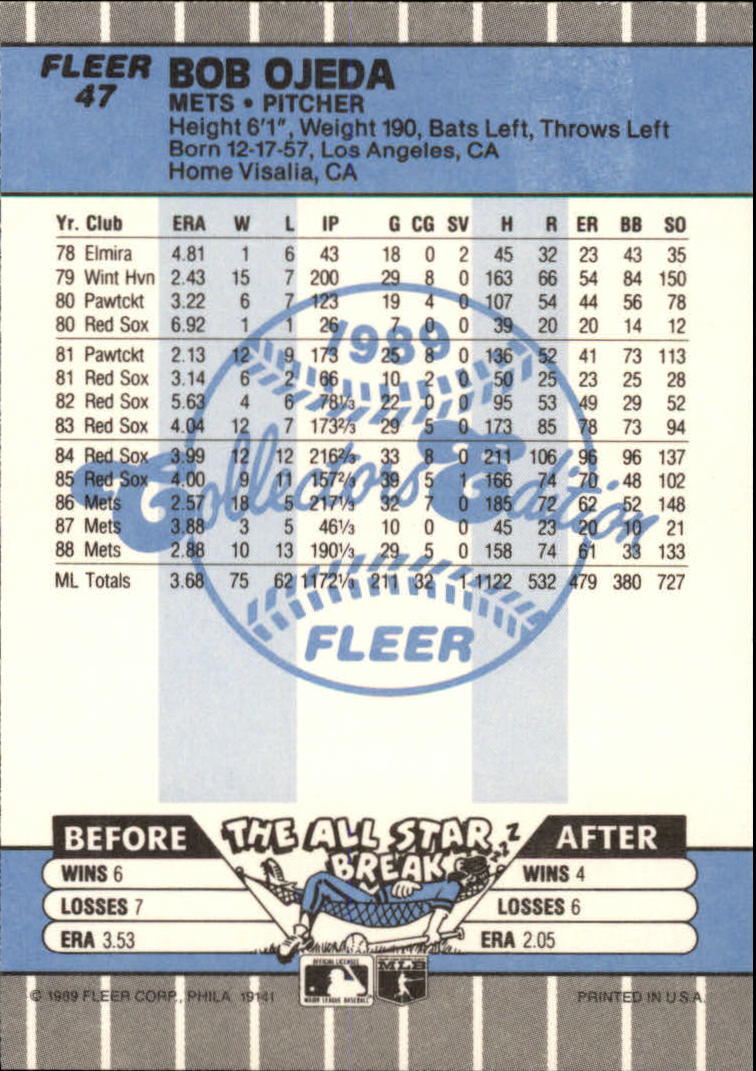 FLEER
47
BOB OJEDA
METS • PITCHER
Height 6'1", Weight 190, Bats Left, Throws Left
Born 12-17-57, Los Angeles, CA
Home Visalia, CA
Yr. Club ERA W L IP G CG SV H R ER BB SO
78 Elmira 4.81 1 6 43 18 0 2 45 32 23 43 35
79 Wint Hvn 2.43 15 7 200 29 8 0 163 66 54 84 150
80 Pawtckt 3.22 6 7 123 19 4 0 107 54 44 56 78
80 Red Sox 6.92 1 1 26 7 0 0 39 20 20 14 12
81 Pawtckt 2.13 12 9 173 25 8 0 136 52 41 73 113
81 Red Sox 3.14 6 2 66 10 2 0 50 25 23 25 28
82 Red Sox 5.63 4 6 78⅓ 22 0 0 95 53 49 29 52
83 Red Sox 4.04 12 7 173⅔ 29 5 0 173 85 78 73 94
84 Red Sox 3.99 12 12 216⅔ 33 8 0 211 106 96 96 137
85 Red Sox 4.00 9 11 157⅔ 39 5 1 166 74 70 48 102
86 Mets 2.57 18 5 217⅓ 32 7 0 185 72 62 52 148
87 Mets 3.88 3 5 46⅓ 10 0 0 45 23 20 10 21
88 Mets 2.88 10 13 190⅓ 29 5 0 158 74 61 33 133
ML Totals 3.68 75 62 1172⅓ 211 32 1 1122 532 479 380 727
1989
Collectors Edition
FLEER
BEFORE
THE ALL STAR
BREAK
ZZZ
AFTER
WINS 6
LOSSES 7
ERA 3.53
WINS 4
LOSSES 6
ERA 2.05
OFFICIAL LICENSEE
MAJOR LEAGUE BASEBALL
MLB
© 1989 FLEER CORP., PHILA. 19141
PRINTED IN U.S.A.